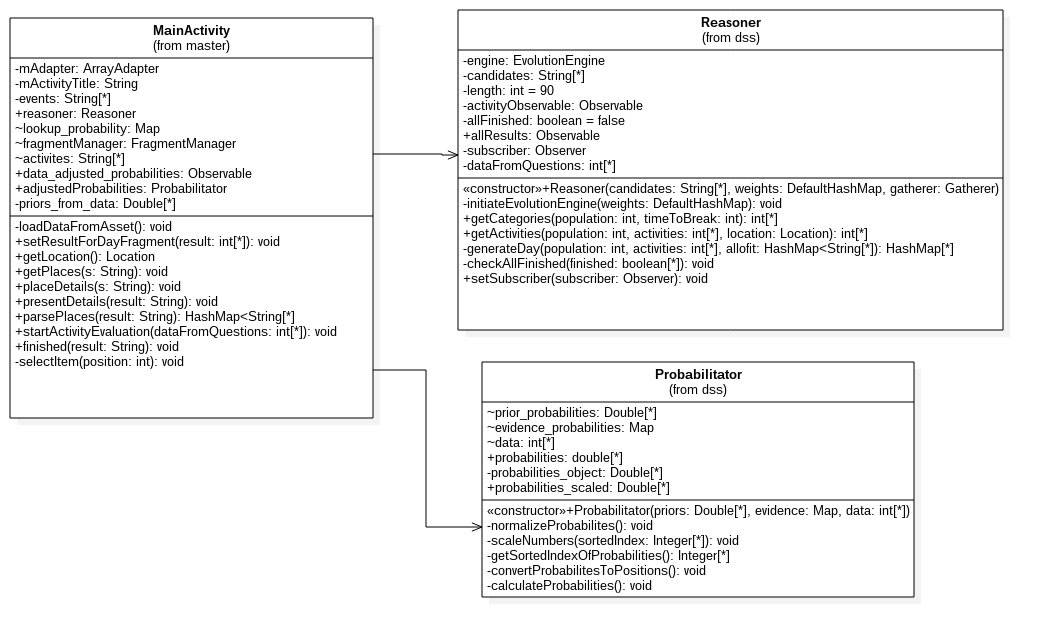 MainActivity
(from master)
-mAdapter: ArrayAdapter
-mActivityTitle: String
-events: String[*]
+reasoner: Reasoner
~lookup_probability: Map
~fragmentManager: FragmentManager
~activites: String[*]
+data_adjusted_probabilities: Observable
+adjustedProbabilities: Probabilitator
-priors_from_data: Double[*]
-loadDataFromAsset(): void
+setResultForDayFragment(result: int[*]): void
+getLocation(): Location
+getPlaces(s: String): void
+placeDetails(s: String): void
+presentDetails(result: String): void
+parsePlaces(result: String): HashMap<String[*]
+startActivityEvaluation(dataFromQuestions: int[*]): void
+finished(result: String): void
-selectItem(position: int): void
Reasoner
(from dss)
-engine: EvolutionEngine
-candidates: String[*]
-length: int = 90
-activityObservable: Observable
-allFinished: boolean = false
+allResults: Observable
-subscriber: Observer
-dataFromQuestions: int[*]
«constructor»+Reasoner(candidates: String[*], weights: DefaultHashMap, gatherer: Gatherer)
-initiateEvolutionEngine(weights: DefaultHashMap): void
+getCategories(population: int, timeToBreak: int): int[*]
+getActivities(population: int, activities: int[*], location: Location): int[*]
-generateDay(population: int, activities: int[*], allofit: HashMap<String[*]): HashMap[*]
-checkAllFinished(finished: boolean[*]): void
+setSubscriber(subscriber: Observer): void
Probabilitator
(from dss)
~prior_probabilities: Double[*]
~evidence_probabilities: Map
~data: int[*]
+probabilities: double[*]
-probabilities_object: Double[*]
+probabilities_scaled: Double[*]
«constructor»+Probabilitator(priors: Double[*], evidence: Map, data: int[*])
-normalizeProbabilites(): void
-scaleNumbers(sortedIndex: Integer[*]): void
-getSortedIndexOfProbabilities(): Integer[*]
-convertProbabilitesToPositions(): void
-calculateProbabilities(): void